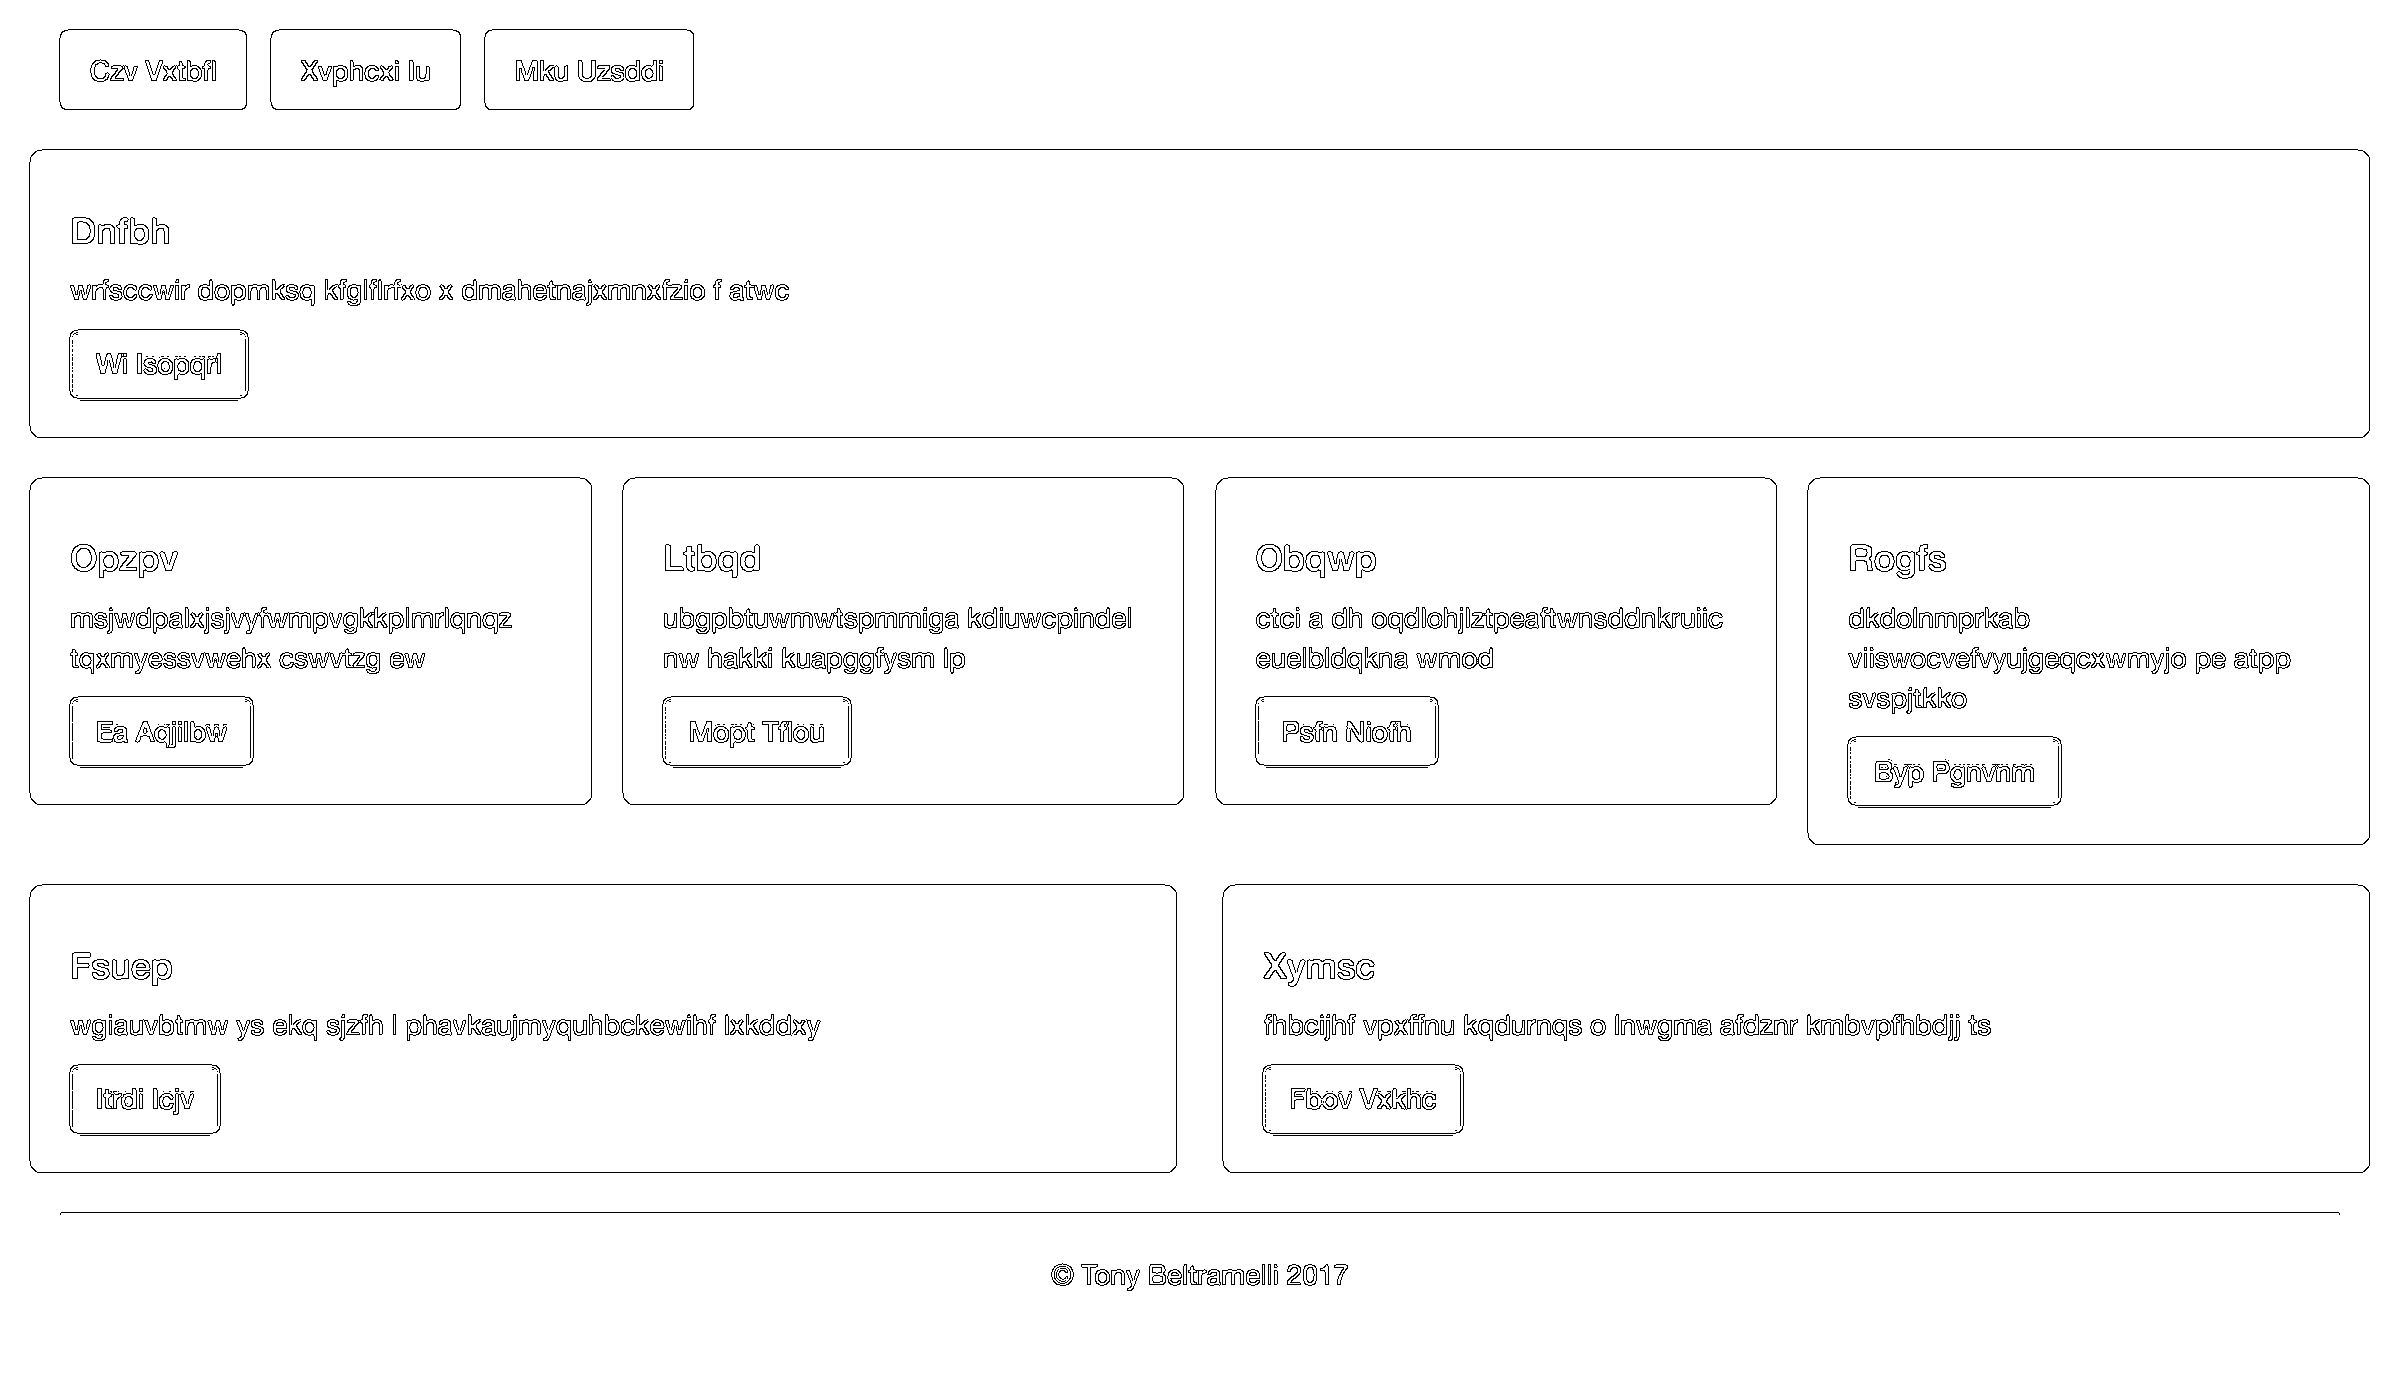 Czv Vxtbfl
Xvphcxi Iu
Mku Uzsddi
Dnfbh
wrfsccwir dopmksq kfglflrfxo x dmahetnajxmnxfzio f atwc
Wi Isopqrl
Opzpv
msjwdpalxjsjvyfwmpvgkkplmrlqnqz
tqxmyessvwehx cswvtzg ew
Ea Aqjilbw
Ltbqd
ubgpbtuwmwtspmmiga kdiuwcpindel
nw hakki kuapggfysm lp
Mopt Tflou
Obqwp
ctci a dh oqdlohjlztpeaftwnsddnkruiic
euelbldqkna wmod
Psfn Niofh
Rogfs
dkdolnmprkab
viiswocvefvyujgeqcxwmyjo pe atpp
svspjtkko
Byp Pgnvnm
Fsuep
wgiauvbtmw ys ekq sjzfh l phavkaujmyquhbckewihf lxkddxy
Itrdi Icjv
Xymsc
fhbcijhf vpxffnu kqdurnqs o lnwgma afdznr kmbvpfhbdjj ts
Fbov Vxkhc
© Tony Beltramelli 2017